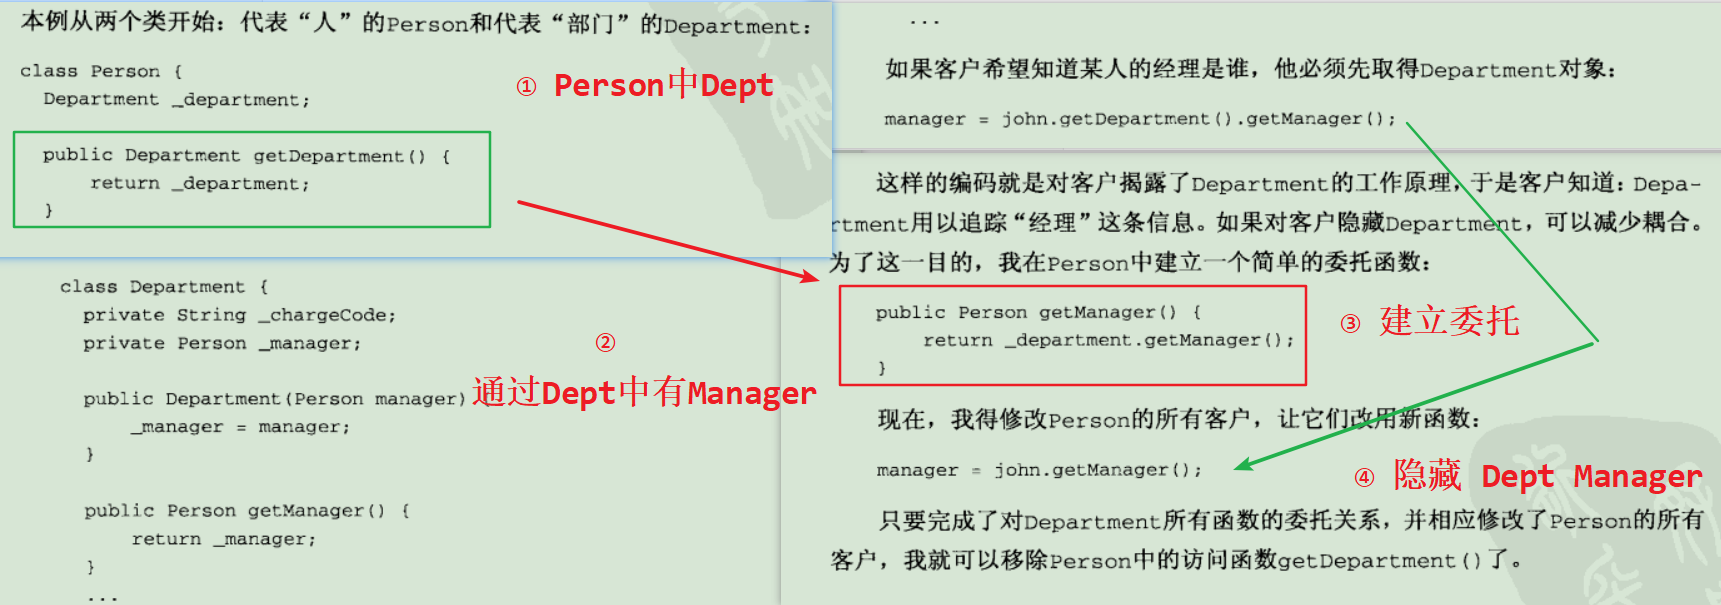 本例从两个类开始：代表“人”的Person和代表“部门”的Department：
class Person {
Department _department;
① Person中Dept
public Department getDepartment() {
return _department;
}
class Department {
private String _chargeCode;
private Person _manager;
②
通过Dept中有Manager
public Department(Person manager)
_manager = manager;
}
public Person getManager() {
return _manager;
}
...
...
如果客户希望知道某人的经理是谁，他必须先取得Department对象：
manager = john.getDepartment().getManager();
这样的编码就是对客户揭露了Department的工作原理，于是客户知道：Depa-
rtment用以追踪“经理”这条信息。如果对客户隐藏Department，可以减少耦合。
为了这一目的，我在Person中建立一个简单的委托函数：
public Person getManager() {
return _department.getManager();
}
③ 建立委托
现在，我得修改Person的所有客户，让它们改用新函数：
manager = john.getManager();
④ 隐藏 Dept Manager
只要完成了对Department所有函数的委托关系，并相应修改了Person的所有
客户，我就可以移除Person中的访问函数getDepartment()了。